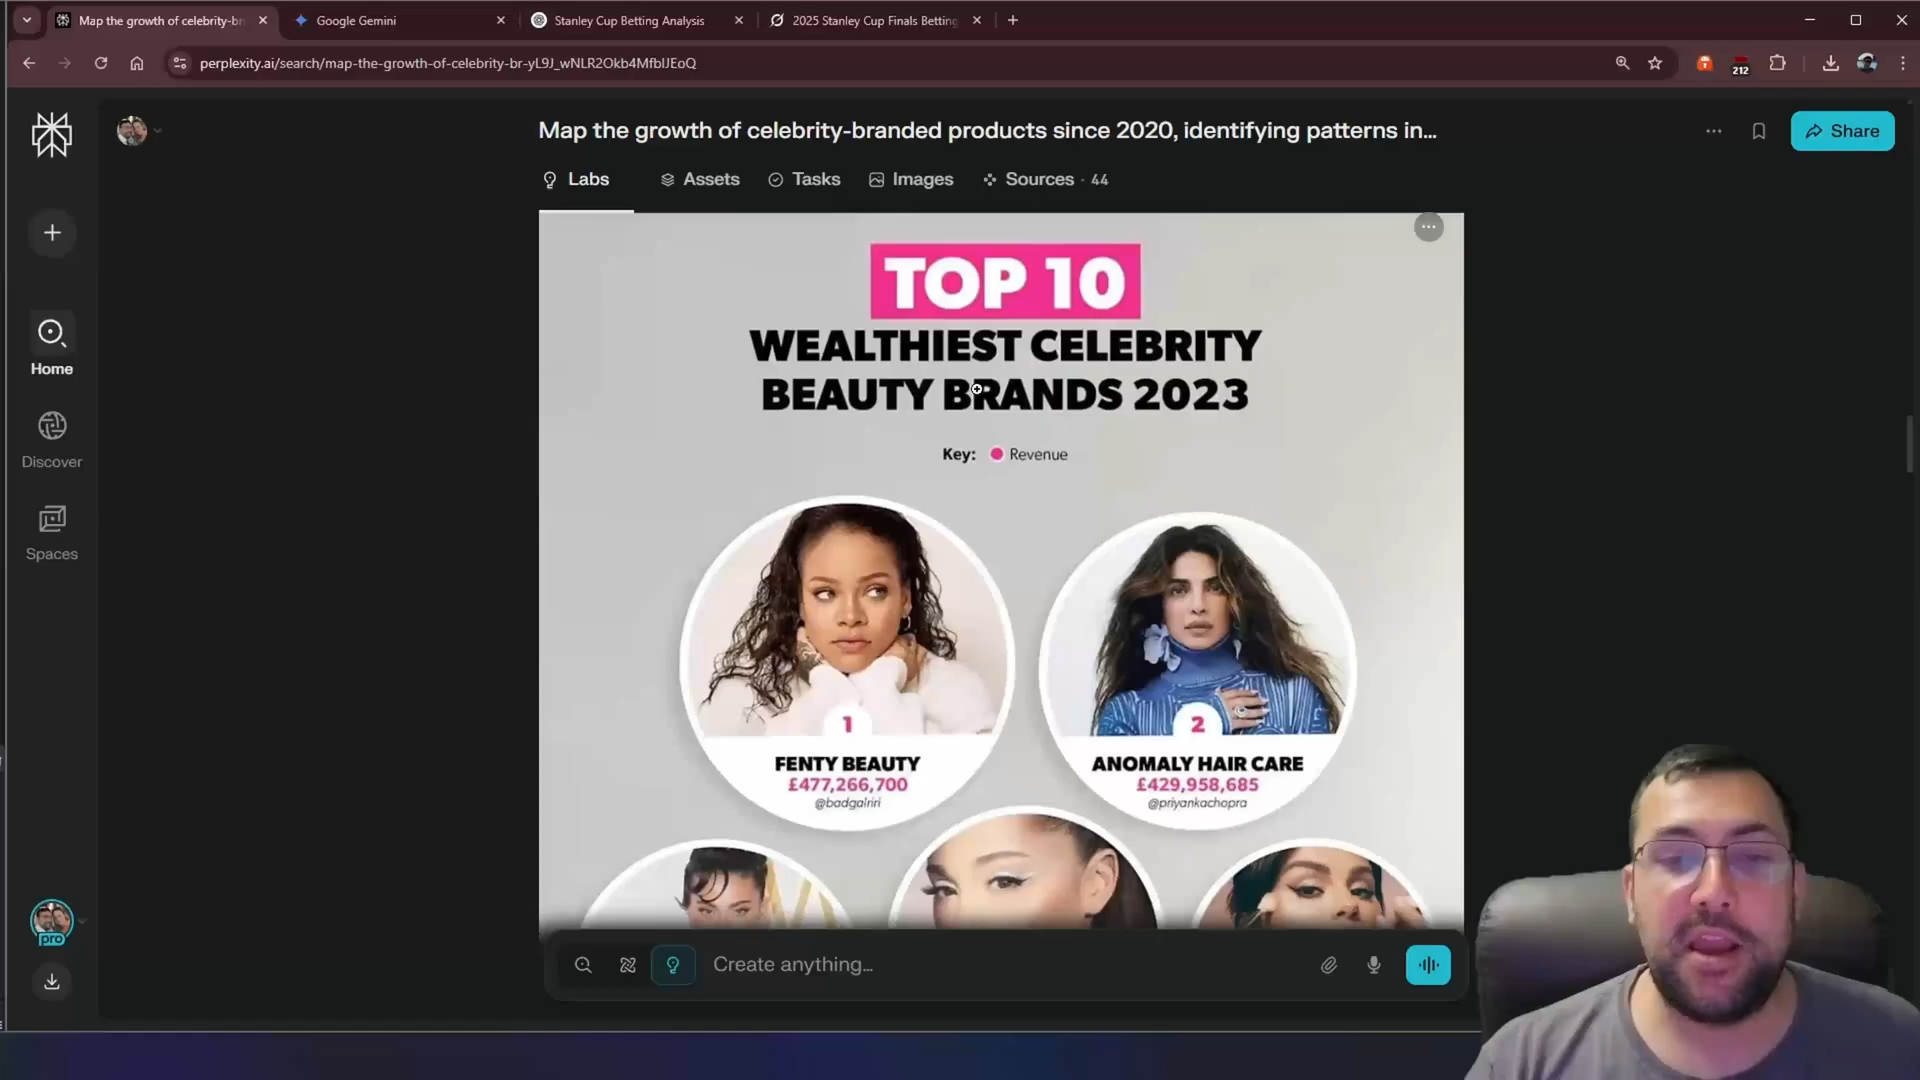 Map the growth of celebrity-br
Google Gemini
Stanley Cup Betting Analysis
2025 Stanley Cup Finals Betting
perplexity.ai/search/map-the-growth-of-celebrity-br-yL9J_wNLR2Okb4MfblJEoQ
212
Map the growth of celebrity-branded products since 2020, identifying patterns in...
Share
Labs
Assets
Tasks
Images
Sources · 44
Home
Discover
Spaces
pro
TOP 10
WEALTHIEST CELEBRITY
BEAUTY BRANDS 2023
Key: Revenue
1
FENTY BEAUTY
£477,266,700
@badgalriri
2
ANOMALY HAIR CARE
£429,958,685
@priyankachopra
Create anything...